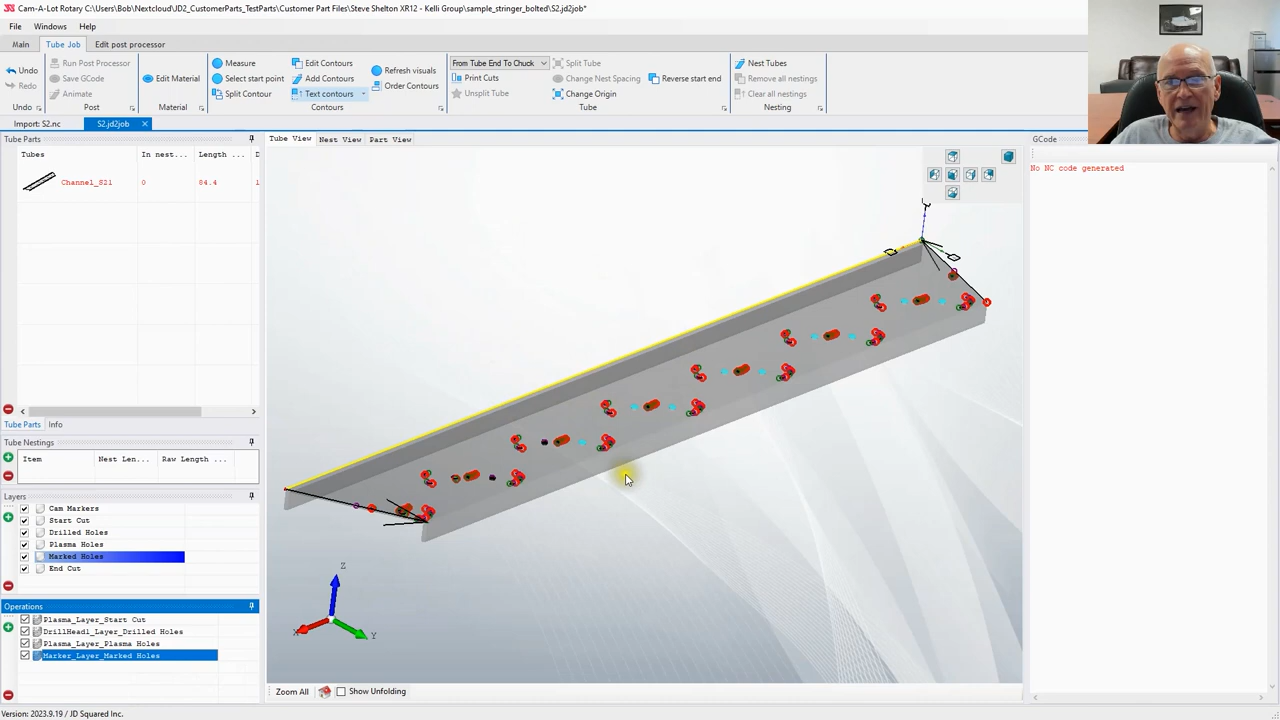 Cam-A-Lot Rotary C:\Users\Bob\Nextcloud\JD2_CustomerParts_TestParts\Customer Part Files\Steve Shelton XR12 - Kelli Group\sample_stringer_bolted\S2.jd2job*
File Windows Help
Main Tube Job Edit post processor
Undo Run Post Processor Measure Edit Contours Refresh visuals From Tube End To Chuck Split Tube Nest Tubes
Redo Save GCode Edit Material Select start point Add Contours Order Contours Print Cuts Change Nest Spacing Reverse start end Remove all nestings
Animate Split Contour Text contours Unsplit Tube Change Origin Clear all nestings
Undo Post Material Contours Tube Nesting
Import: S2.nc S2.jd2job
Tube Parts Tube View Nest View Part View GCode
Tubes In nest... Length ... D
Channel_S21 0 84.4 1
No NC code generated
Tube Parts Info
Tube Nestings
Item Nest Len... Raw Length ...
Layers
Cam Markers
Start Cut
Drilled Holes
Plasma Holes
Marked Holes
End Cut
Operations
Plasma_Layer_Start Cut
DrillHead1_Layer_Drilled Holes
Plasma_Layer_Plasma Holes
Marker_Layer_Marked Holes
Z
X
Y
Zoom All Show Unfolding
Version: 2023.9.19 / JD Squared Inc.